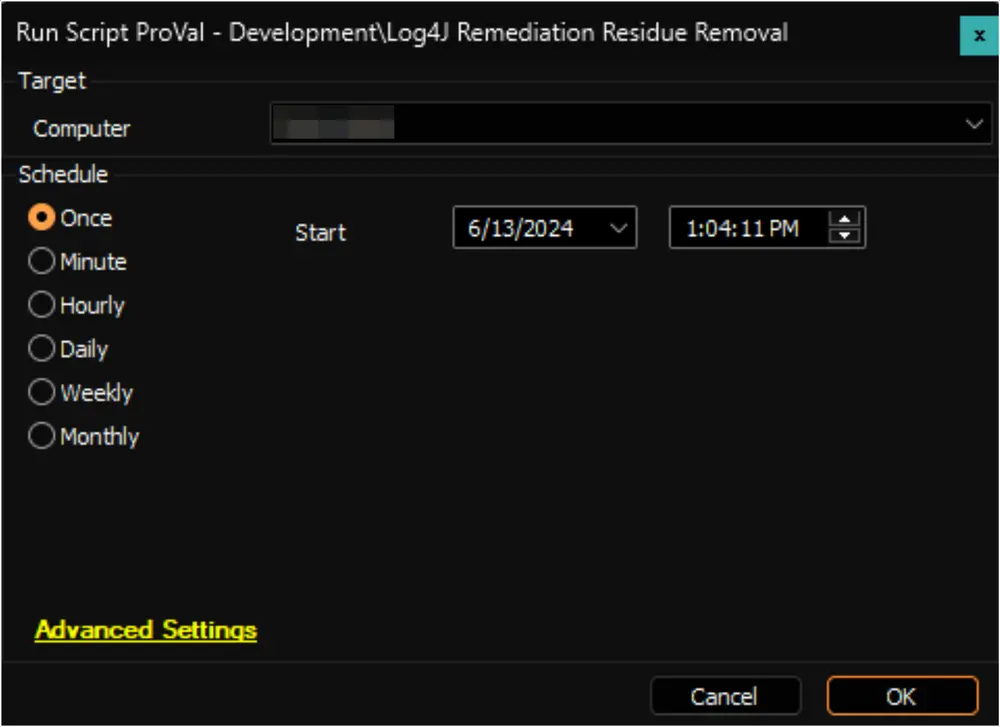 Run Script ProVal - Development\Log4J Remediation Residue Removal
x
Target
Computer
Schedule
Once
Start
6/13/2024
1:04:11 PM
Minute
Hourly
Daily
Weekly
Monthly
Advanced Settings
Cancel
OK